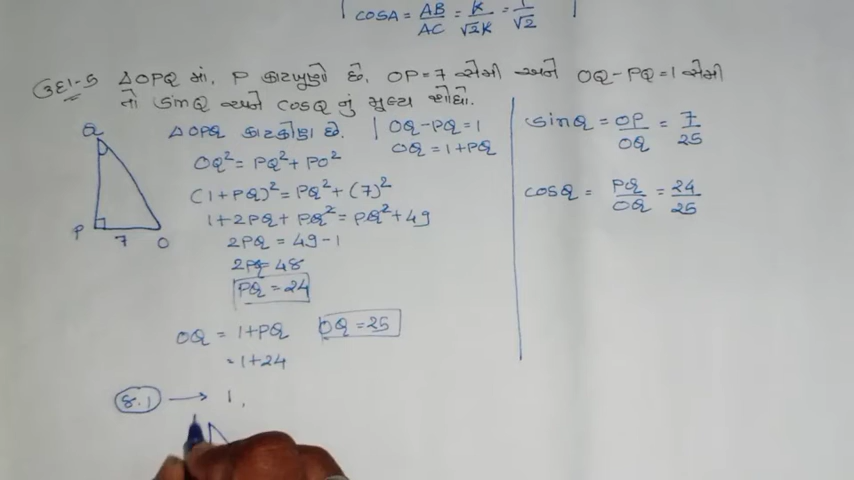 COSA = AB/AC = K/√2K = 1/√2
ઉદા-5 ΔOPQ માં, P કાટખૂણો છે, OP=7 સેમી અને OQ-PQ=1 સેમી
તો sinQ અને COSQ નું મુલ્ય શોધો.
ΔOPQ કાટકોણ છે.
OQ² = PQ² + PO²
(1+PQ)² = PQ² + (7)²
1+2PQ+PQ² = PQ²+49
2PQ = 49-1
2PQ = 48
PQ = 24
OQ-PQ=1
OQ = 1+PQ
Q
P
7
O
OQ = 1+PQ
= 1+24
OQ = 25
sinQ = OP/OQ = 7/25
COSQ = PQ/OQ = 24/25
8.1 → 1,